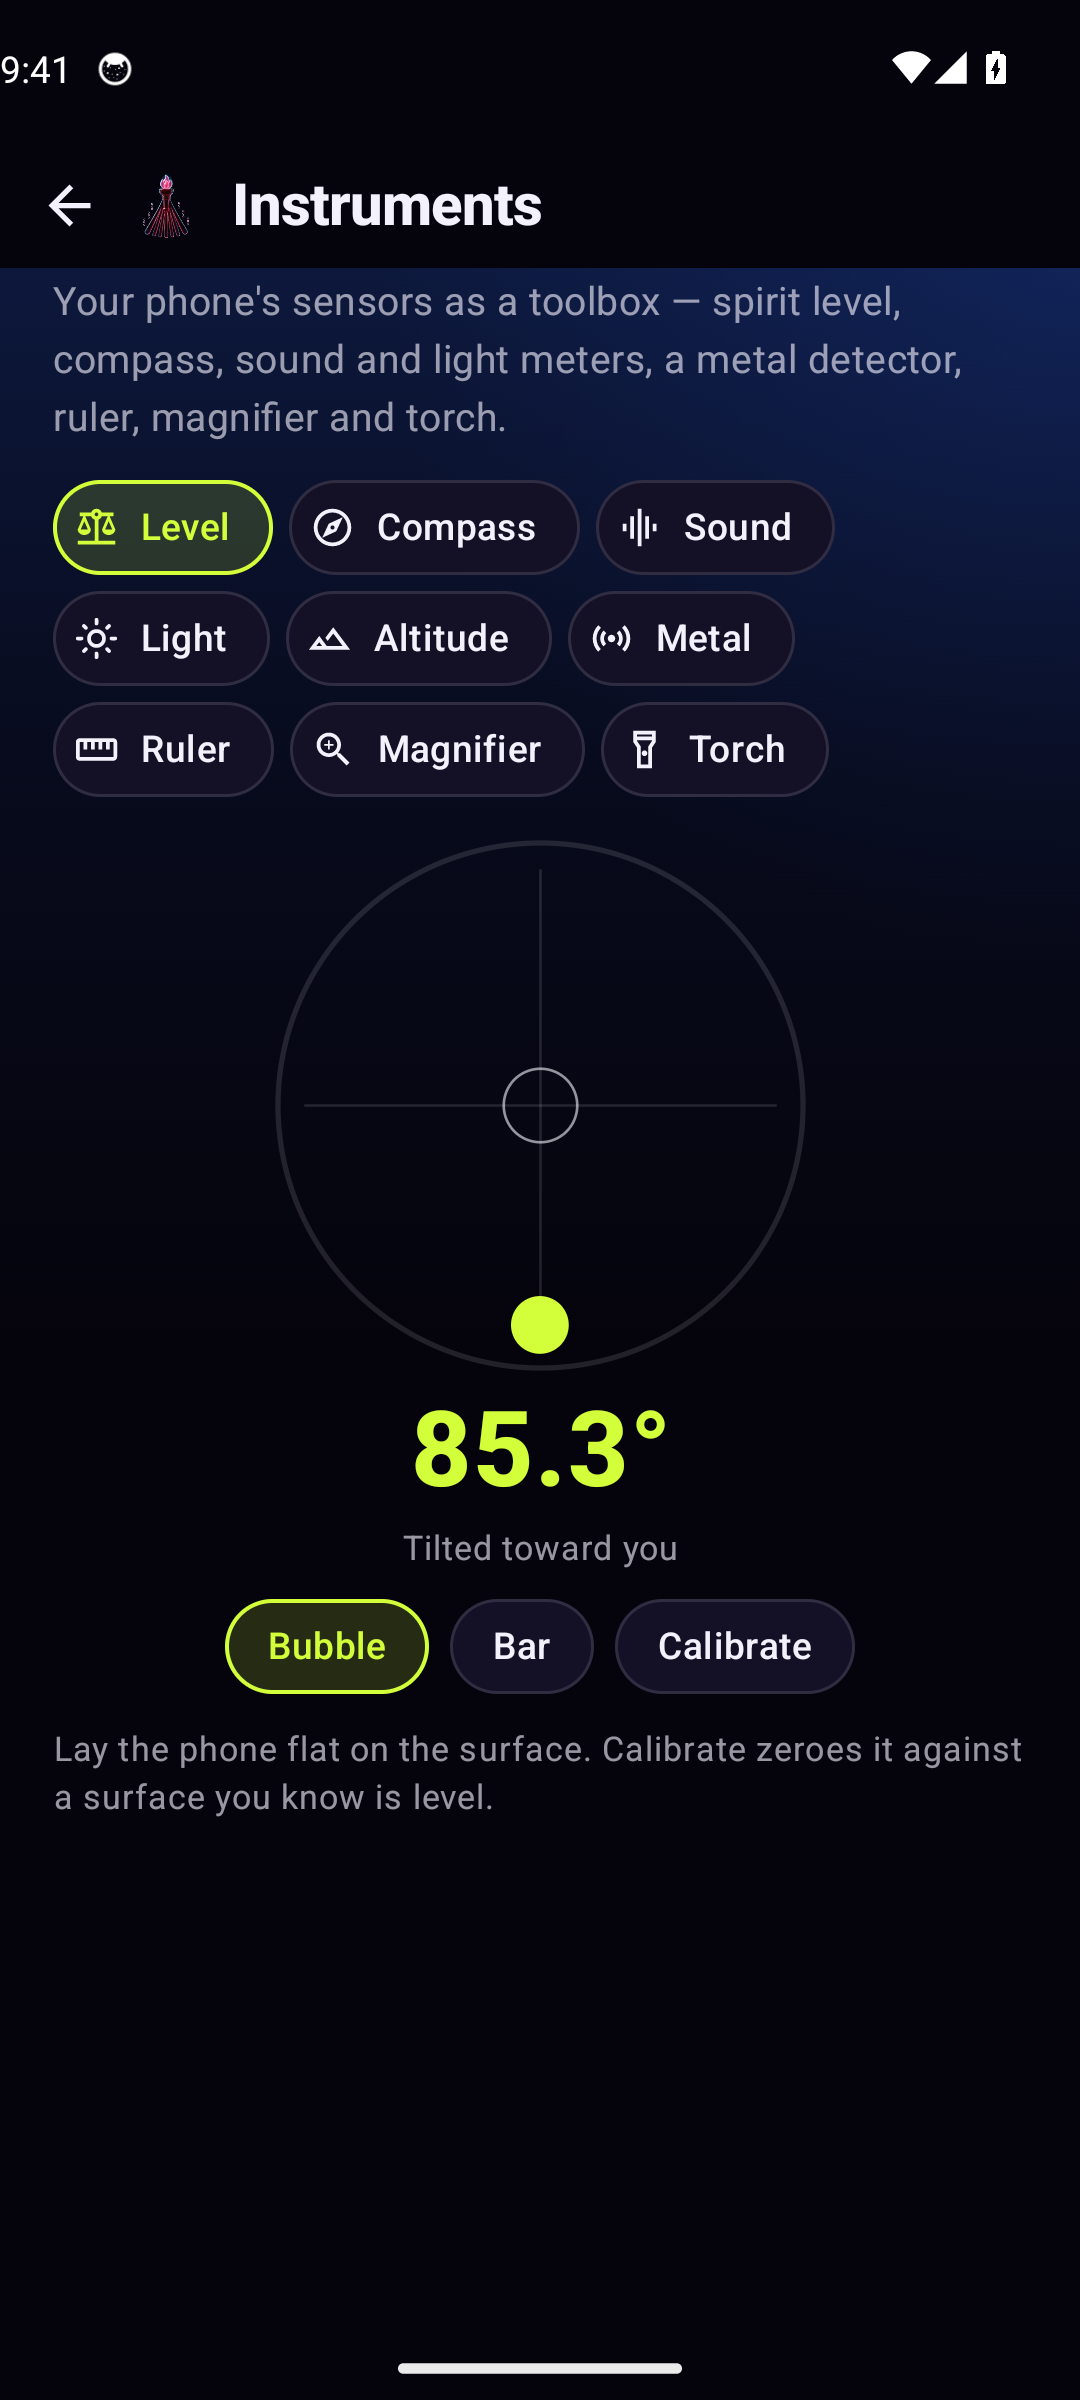 9:41
Instruments
Your phone's sensors as a toolbox — spirit level,
compass, sound and light meters, a metal detector,
ruler, magnifier and torch.
Level
Compass
Sound
Light
Altitude
Metal
Ruler
Magnifier
Torch
85.3°
Tilted toward you
Bubble
Bar
Calibrate
Lay the phone flat on the surface. Calibrate zeroes it against
a surface you know is level.